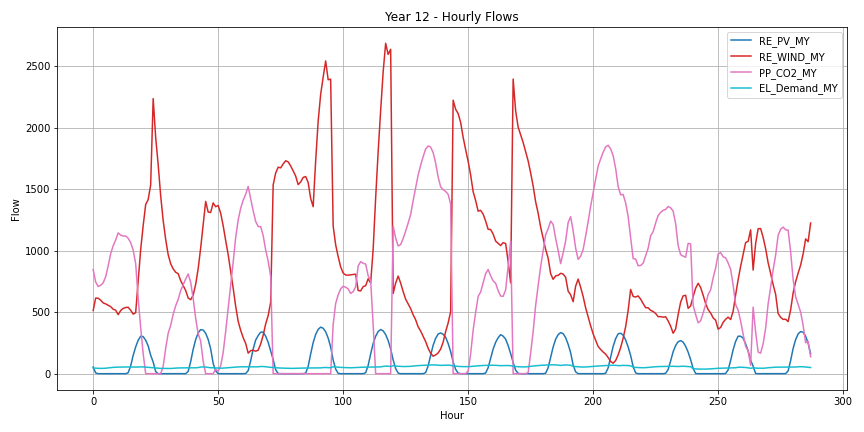 Year 12 - Hourly Flows
RE_PV_MY
RE_WIND_MY
PP_CO2_MY
EL_Demand_MY
2500
2000
1500
1000
500
0
Flow
0 50 100 150 200 250 300
Hour